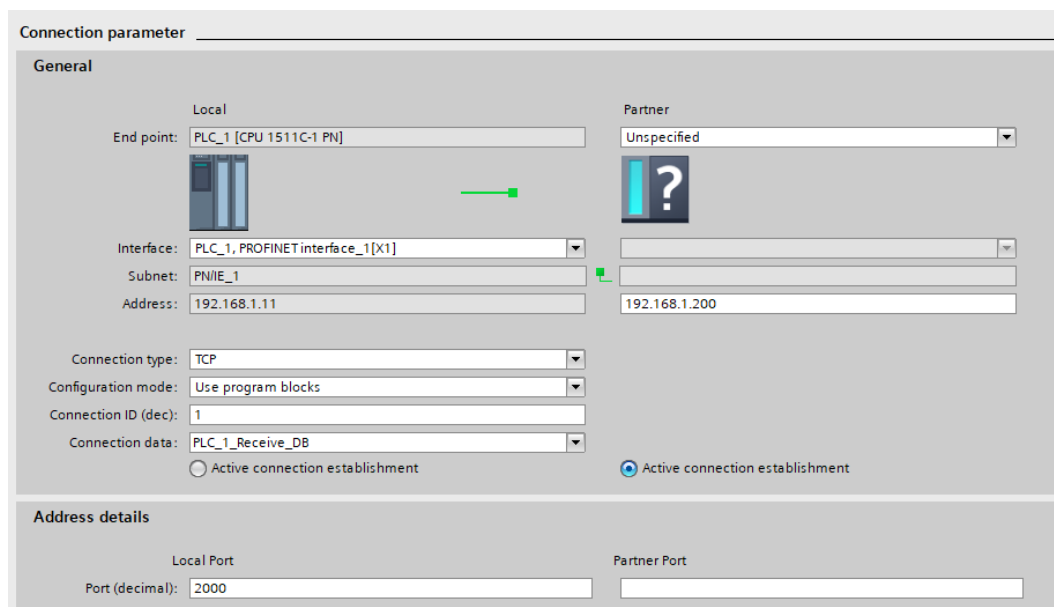 Connection parameter
General
Local Partner
End point: PLC_1 [CPU 1511C-1 PN] Unspecified
?
Interface: PLC_1, PROFINET interface_1[X1]
Subnet: PN/IE_1
Address: 192.168.1.11 192.168.1.200
Connection type: TCP
Configuration mode: Use program blocks
Connection ID (dec): 1
Connection data: PLC_1_Receive_DB
Active connection establishment Active connection establishment
Address details
Local Port Partner Port
Port (decimal): 2000